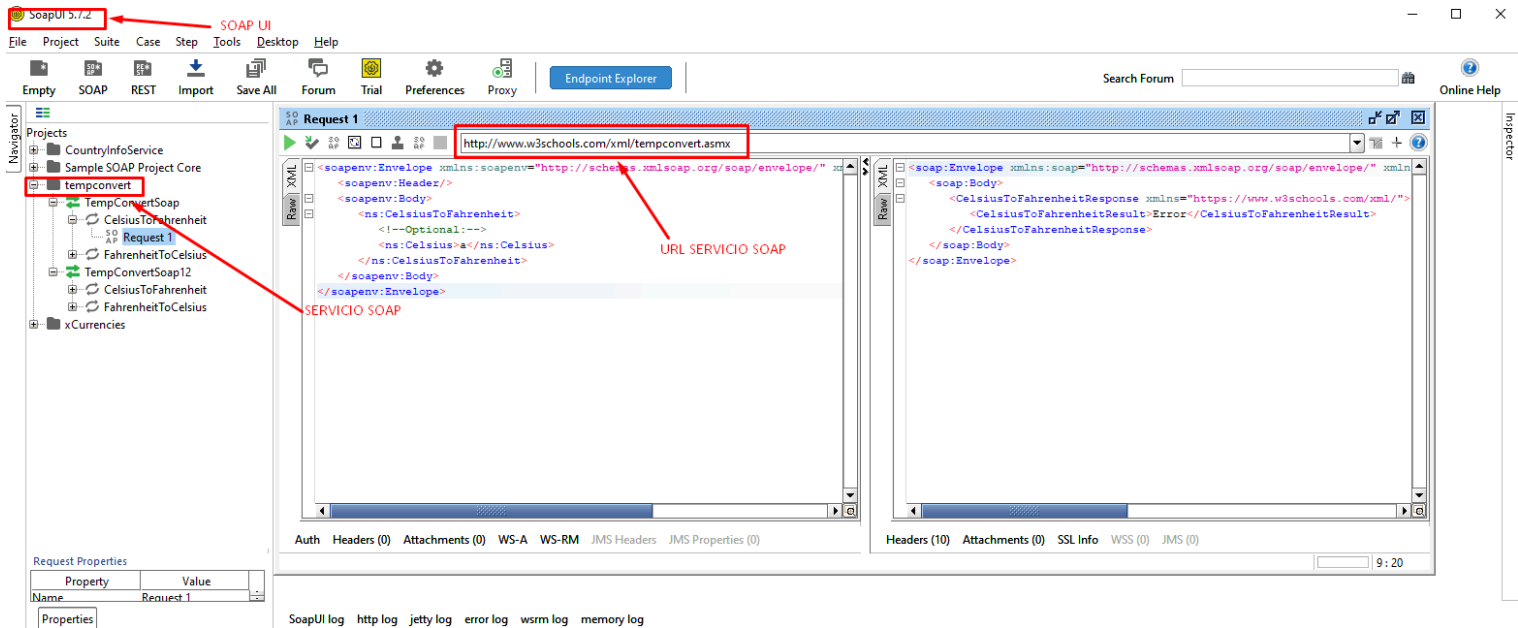 SoapUI 5.7.2
SOAP UI
File Project Suite Case Step Tools Desktop Help
Empty SOAP REST Import Save All Forum Trial Preferences Proxy
Endpoint Explorer
Search Forum
Online Help
Navigator
Projects
CountryInfoService
Sample SOAP Project Core
tempconvert
TempConvertSoap
CelsiusToFahrenheit
Request 1
FahrenheitToCelsius
TempConvertSoap12
CelsiusToFahrenheit
FahrenheitToCelsius
xCurrencies
SERVICIO SOAP
Request Properties
Property Value
Name Request 1
Properties
Request 1
http://www.w3schools.com/xml/tempconvert.asmx
XML
Raw
<soapenv:Envelope xmlns:soapenv="http://schemas.xmlsoap.org/soap/envelope/"
<soapenv:Header/>
<soapenv:Body>
<ns:CelsiusToFahrenheit>
<!--Optional:-->
<ns:Celsius>a</ns:Celsius>
</ns:CelsiusToFahrenheit>
</soapenv:Body>
</soapenv:Envelope>
URL SERVICIO SOAP
Auth Headers (0) Attachments (0) WS-A WS-RM JMS Headers JMS Properties (0)
XML
Raw
<soap:Envelope xmlns:soap="http://schemas.xmlsoap.org/soap/envelope/" xmln
<soap:Body>
<CelsiusToFahrenheitResponse xmlns="https://www.w3schools.com/xml/">
<CelsiusToFahrenheitResult>Error</CelsiusToFahrenheitResult>
</CelsiusToFahrenheitResponse>
</soap:Body>
</soap:Envelope>
Headers (10) Attachments (0) SSL Info WSS (0) JMS (0)
9 : 20
Inspector
SoapUI log http log jetty log error log wsrm log memory log